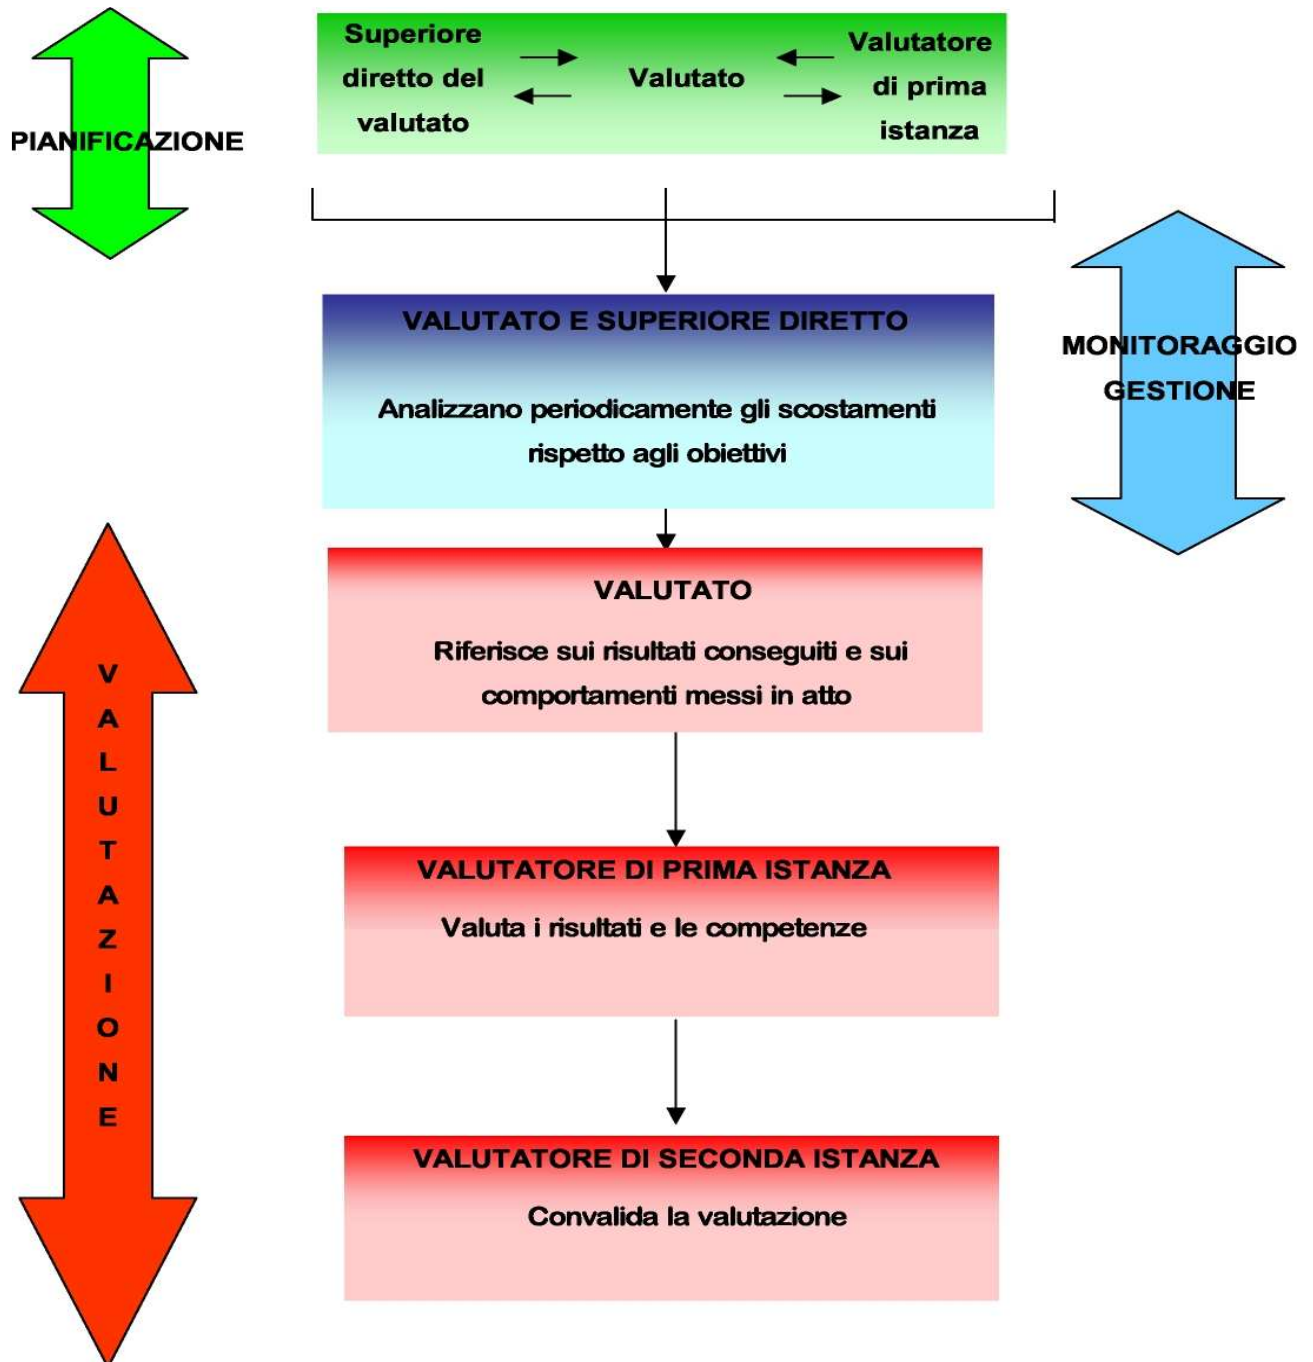 Superiore
diretto del
valutato
Valutato
Valutatore
di prima
istanza
PIANIFICAZIONE
MONITORAGGIO
GESTIONE
VALUTATO E SUPERIORE DIRETTO
Analizzano periodicamente gli scostamenti
rispetto agli obiettivi
VALUTAZIONE
VALUTATO
Riferisce sui risultati conseguiti e sui
comportamenti messi in atto
VALUTATORE DI PRIMA ISTANZA
Valuta i risultati e le competenze
VALUTATORE DI SECONDA ISTANZA
Convalida la valutazione